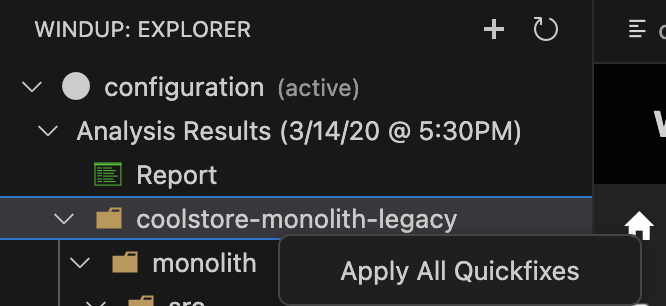 WINDUP: EXPLORER
configuration (active)
Analysis Results (3/14/20 @ 5:30PM)
Report
coolstore-monolith-legacy
monolith
Apply All Quickfixes
src